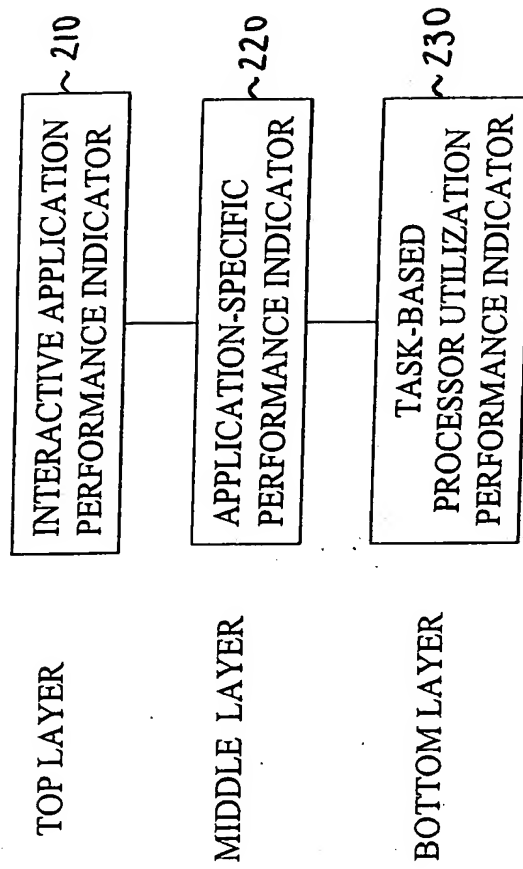 TOP LAYER
INTERACTIVE APPLICATION
PERFORMANCE INDICATOR
~210
MIDDLE LAYER
APPLICATION-SPECIFIC
PERFORMANCE INDICATOR
~220
BOTTOM LAYER
TASK-BASED
PROCESSOR UTILIZATION
PERFORMANCE INDICATOR
~230